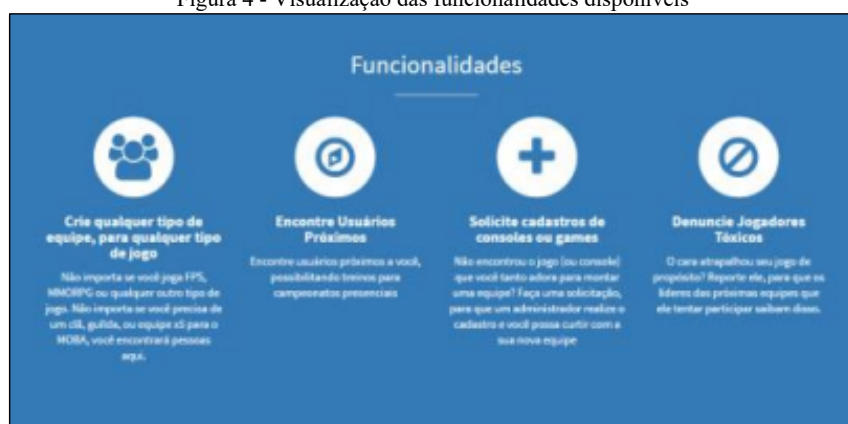 Figura 4 - Visualização das funcionalidades disponíveis
Funcionalidades
Crie qualquer tipo de
equipe, para qualquer tipo
de jogo
Não importa se você joga FPS,
MMORPG ou qualquer outro tipo de
jogo. Não importa se você precisa de
um clã, guilda, ou equipe x5 para o
MOBA, você encontrará pessoas
aqui.
Encontre Usuários
Próximos
Encontre usuários próximos a você,
possibilitando treinos para
campeonatos presenciais
Solicite cadastros de
consoles ou games
Não encontrou o jogo (ou console)
que você tanto adora para montar
uma equipe? Faça uma solicitação,
para que um administrador realize o
cadastro e você possa curtir com a
sua nova equipe
Denuncie Jogadores
Tóxicos
O cara atrapalhou seu jogo de
propósito? Reporte ele, para que os
líderes das próximas equipes que
ele tentar participar saibam disso.